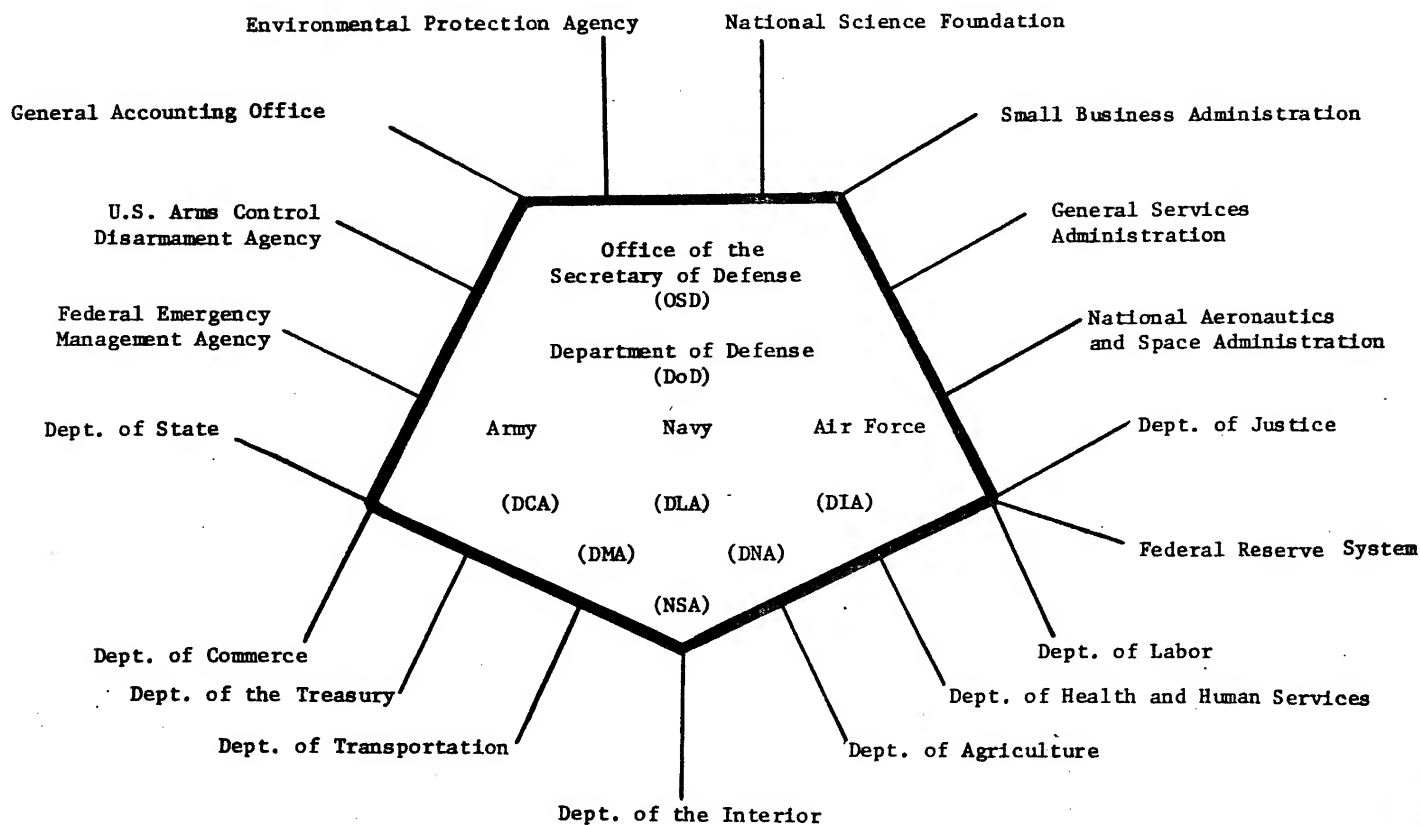 Environmental Protection Agency
National Science Foundation
General Accounting Office
Small Business Administration
U.S. Arms Control
Disarmament Agency
General Services
Administration
Office of the
Secretary of Defense
(OSD)
Federal Emergency
Management Agency
National Aeronautics
and Space Administration
Department of Defense
(DoD)
Dept. of State
Army
Navy
Air Force
Dept. of Justice
(DCA)
(DLA)
(DIA)
(DMA)
(DNA)
Federal Reserve System
(NSA)
Dept. of Commerce
Dept. of Labor
Dept. of the Treasury
Dept. of Health and Human Services
Dept. of Transportation
Dept. of Agriculture
Dept. of the Interior